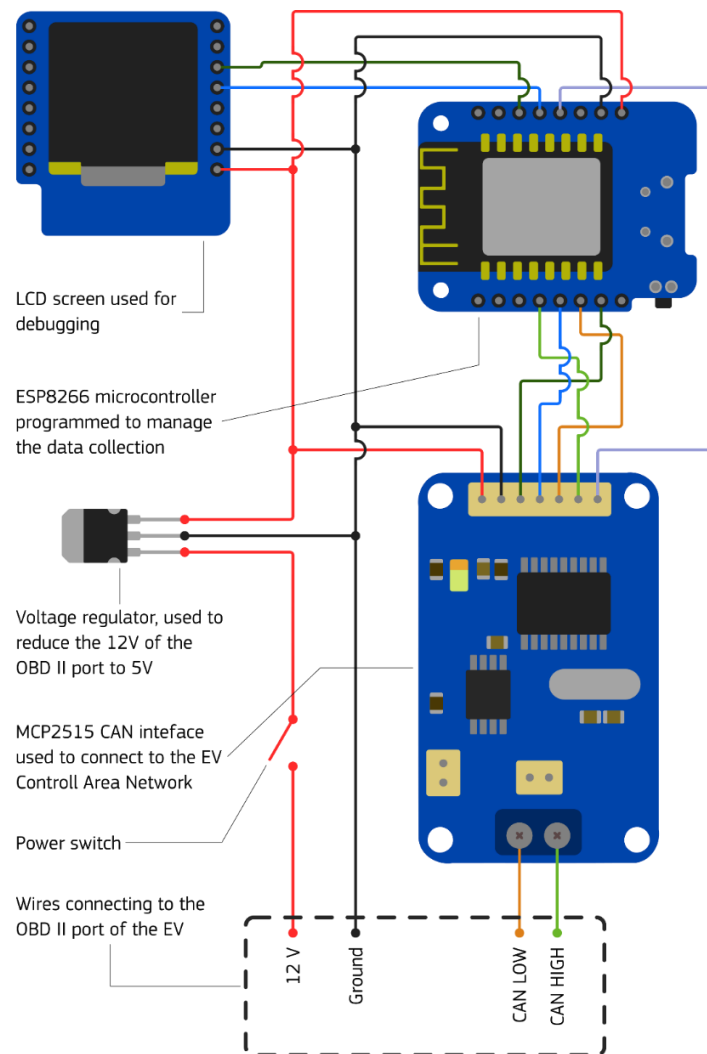 LCD screen used for
debugging
ESP8266 microcontroller
programmed to manage
the data collection
Voltage regulator, used to
reduce the 12V of the
OBD II port to 5V
MCP2515 CAN inteface
used to connect to the EV
Controll Area Network
Power switch
Wires connecting to the
OBD II port of the EV
12 V
Ground
CAN LOW
CAN HIGH